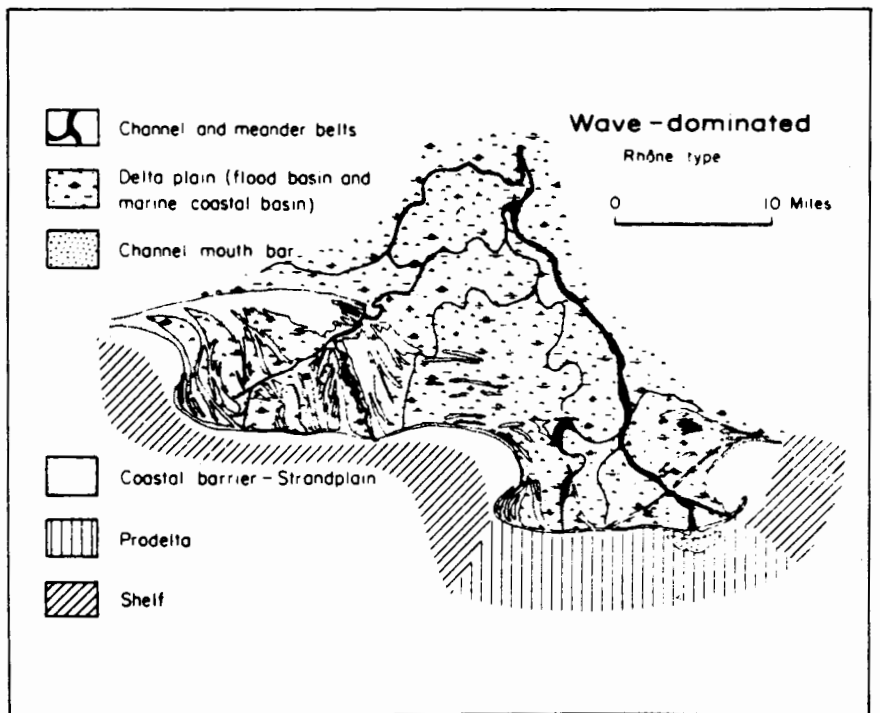 Wave-dominated
Rhône type
0 10 Miles
Channel and meander belts
Delta plain (flood basin and
marine coastal basin)
Channel mouth bar
Coastal barrier-Strandplain
Prodelta
Shelf